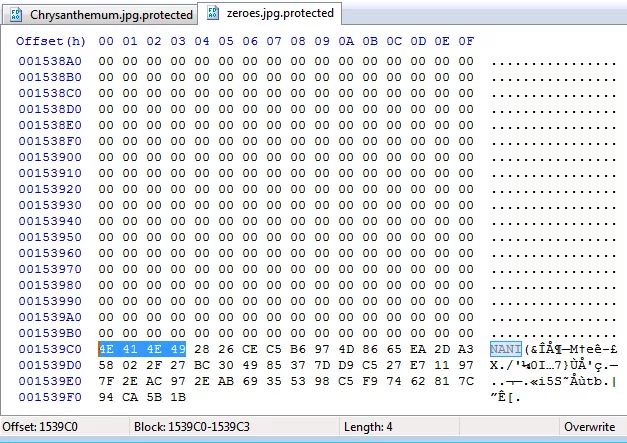 Chrysanthemum.jpg.protected zeroes.jpg.protected
Offset(h) 00 01 02 03 04 05 06 07 08 09 0A 0B 0C 0D 0E 0F
001538A0 00 00 00 00 00 00 00 00 00 00 00 00 00 00 00 00 ................
001538B0 00 00 00 00 00 00 00 00 00 00 00 00 00 00 00 00 ................
001538C0 00 00 00 00 00 00 00 00 00 00 00 00 00 00 00 00 ................
001538D0 00 00 00 00 00 00 00 00 00 00 00 00 00 00 00 00 ................
001538E0 00 00 00 00 00 00 00 00 00 00 00 00 00 00 00 00 ................
001538F0 00 00 00 00 00 00 00 00 00 00 00 00 00 00 00 00 ................
00153900 00 00 00 00 00 00 00 00 00 00 00 00 00 00 00 00 ................
00153910 00 00 00 00 00 00 00 00 00 00 00 00 00 00 00 00 ................
00153920 00 00 00 00 00 00 00 00 00 00 00 00 00 00 00 00 ................
00153930 00 00 00 00 00 00 00 00 00 00 00 00 00 00 00 00 ................
00153940 00 00 00 00 00 00 00 00 00 00 00 00 00 00 00 00 ................
00153950 00 00 00 00 00 00 00 00 00 00 00 00 00 00 00 00 ................
00153960 00 00 00 00 00 00 00 00 00 00 00 00 00 00 00 00 ................
00153970 00 00 00 00 00 00 00 00 00 00 00 00 00 00 00 00 ................
00153980 00 00 00 00 00 00 00 00 00 00 00 00 00 00 00 00 ................
00153990 00 00 00 00 00 00 00 00 00 00 00 00 00 00 00 00 ................
001539A0 00 00 00 00 00 00 00 00 00 00 00 00 00 00 00 00 ................
001539B0 00 00 00 00 00 00 00 00 00 00 00 00 00 00 00 00 ................
001539C0 4E 41 4E 49 28 26 CE C5 B6 97 4D 86 65 EA 2D A3 NANI(&ÎÅ¶—M†eê-£
001539D0 58 02 2F 27 BC 30 49 85 37 7D D9 C5 27 E7 11 97 X./'¼0I…7}ÙÅ'ç.—
001539E0 7F 2E AC 97 2E AB 69 35 53 98 C5 F9 74 62 81 7C ..¬—.«i5S˜Åùtb.|
001539F0 94 CA 5B 1B ”Ê[.
Offset: 1539C0 Block: 1539C0-1539C3 Length: 4 Overwrite